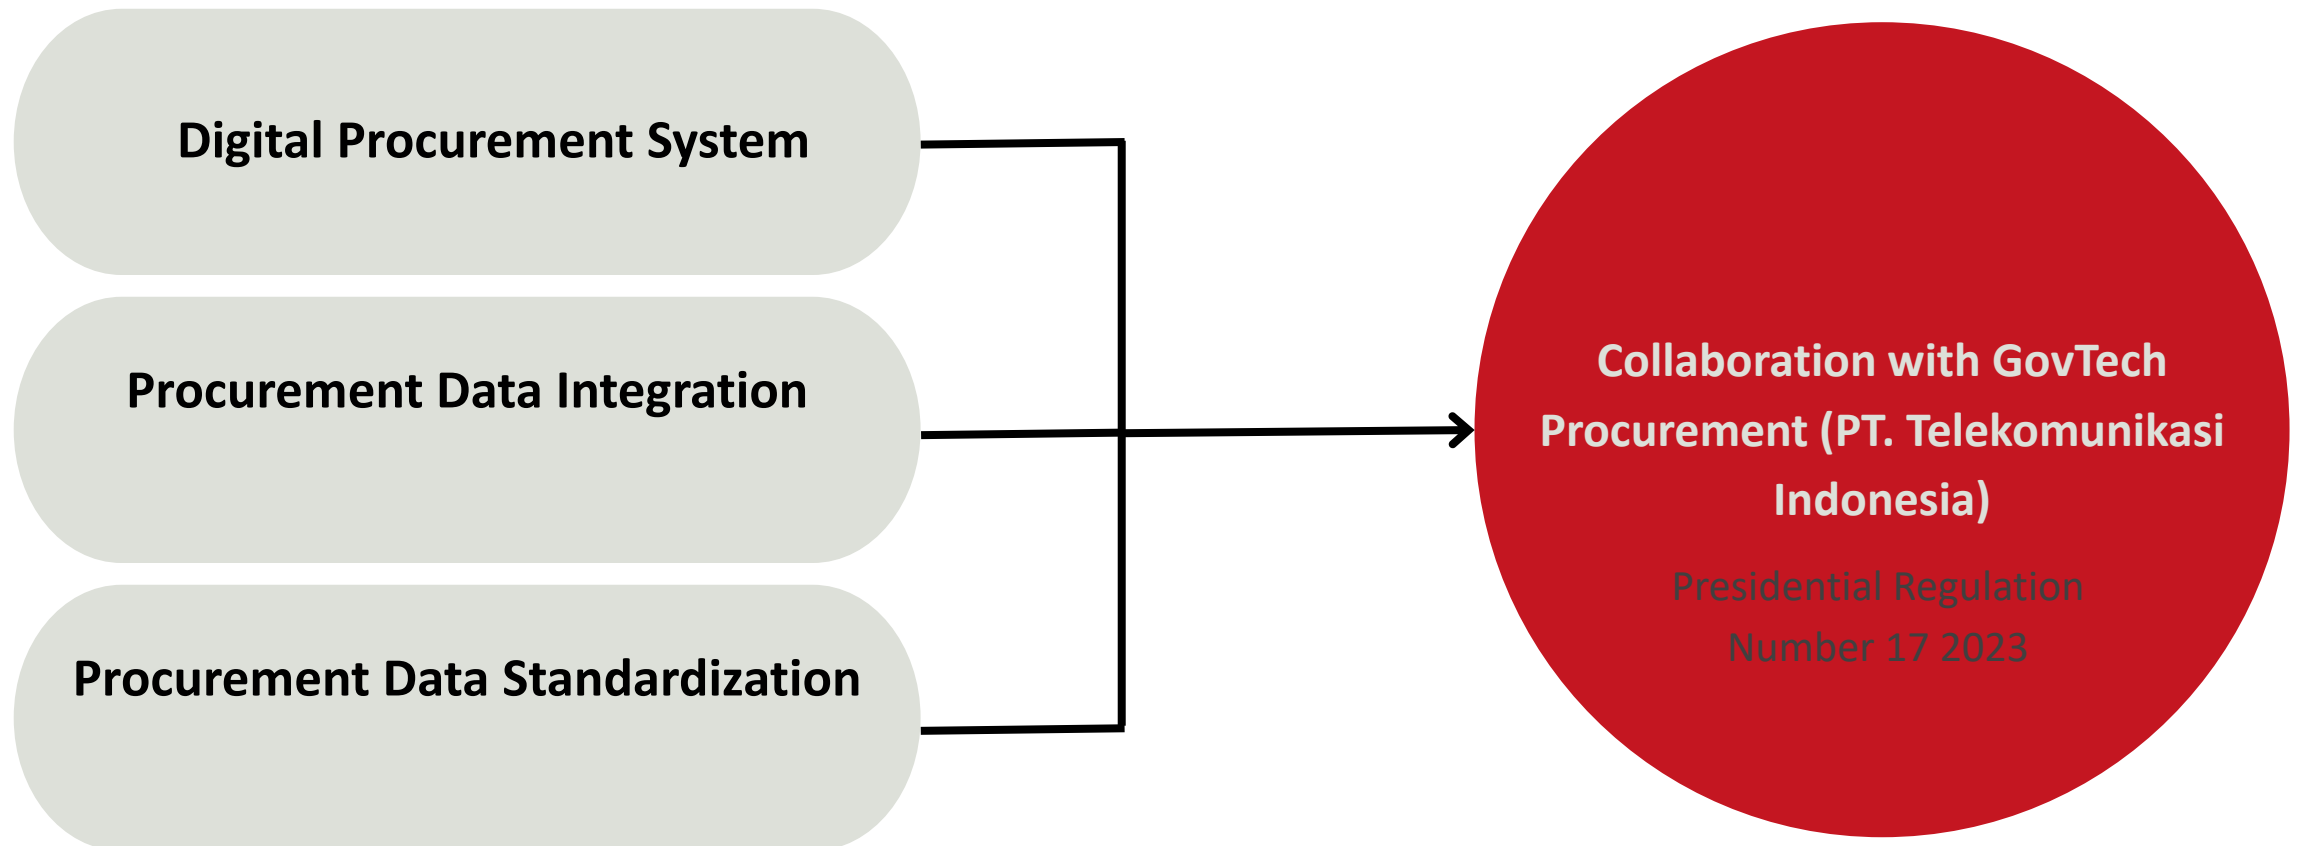 Digital Procurement System
Procurement Data Integration
Procurement Data Standardization
Collaboration with GovTech
Procurement (PT. Telekomunikasi
Indonesia)
Presidential Regulation
Number 17 2023